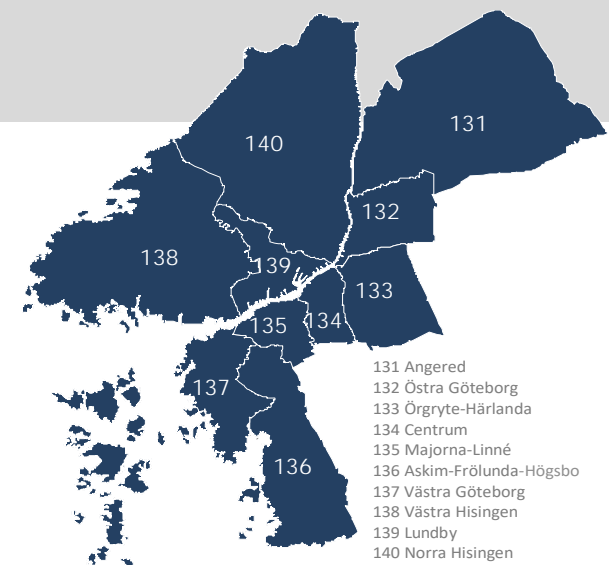 131
140
132
138
139
133
135
134
137
136
131 Angered
132 Östra Göteborg
133 Örgryte-Härlanda
134 Centrum
135 Majorna-Linné
136 Askim-Frölunda-Högsbo
137 Västra Göteborg
138 Västra Hisingen
139 Lundby
140 Norra Hisingen